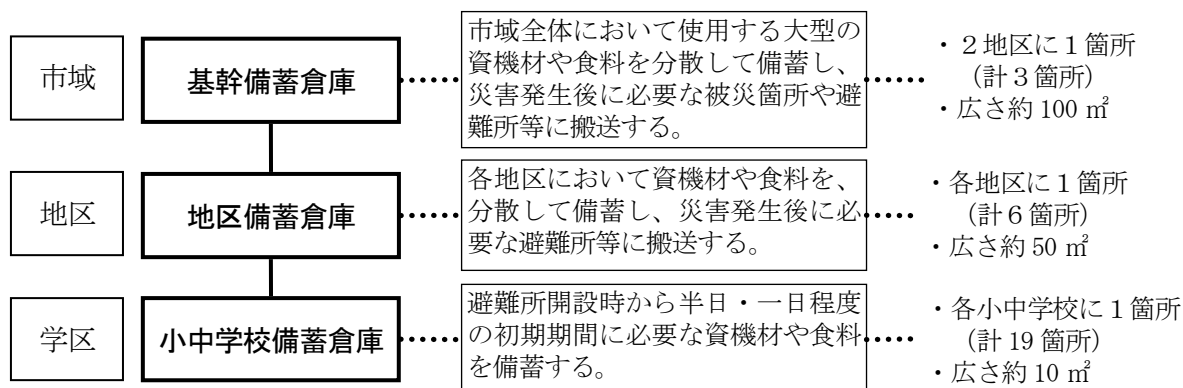 市域
基幹備蓄倉庫
市域全体において使用する大型の
資機材や食料を分散して備蓄し、
災害発生後に必要な被災箇所や避
難所等に搬送する。
・２地区に１箇所
（計３箇所）
・広さ約 100 ㎡
地区
地区備蓄倉庫
各地区において資機材や食料を、
分散して備蓄し、災害発生後に必
要な避難所等に搬送する。
・各地区に１箇所
（計６箇所）
・広さ約 50 ㎡
学区
小中学校備蓄倉庫
避難所開設時から半日・一日程度
の初期期間に必要な資機材や食料
を備蓄する。
・各小中学校に１箇所
（計 19 箇所）
・広さ約 10 ㎡